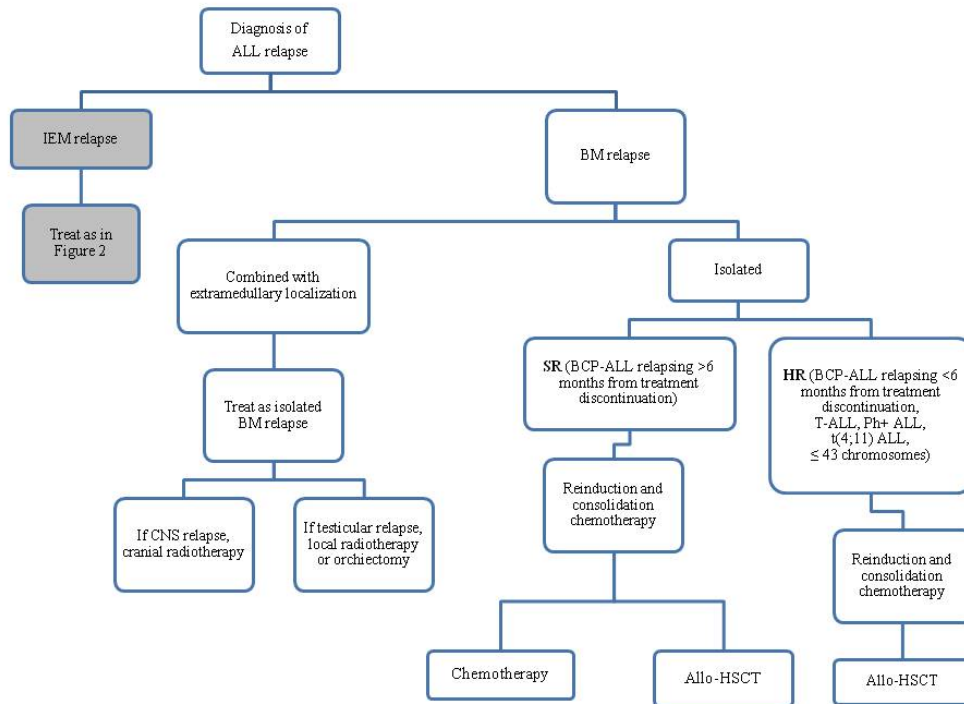 Diagnosis of
ALL relapse
IEM relapse
BM relapse
Treat as in
Figure 2
Combined with
extramedullary localization
Isolated
Treat as isolated
BM relapse
SR (BCP-ALL relapsing >6
months from treatment
discontinuation)
HR (BCP-ALL relapsing <6
months from treatment
discontinuation,
T-ALL, Ph+ ALL,
t(4;11) ALL,
≤ 43 chromosomes)
If CNS relapse,
cranial radiotherapy
If testicular relapse,
local radiotherapy
or orchiectomy
Reinduction and
consolidation
chemotherapy
Reinduction and
consolidation
chemotherapy
Chemotherapy
Allo-HSCT
Allo-HSCT